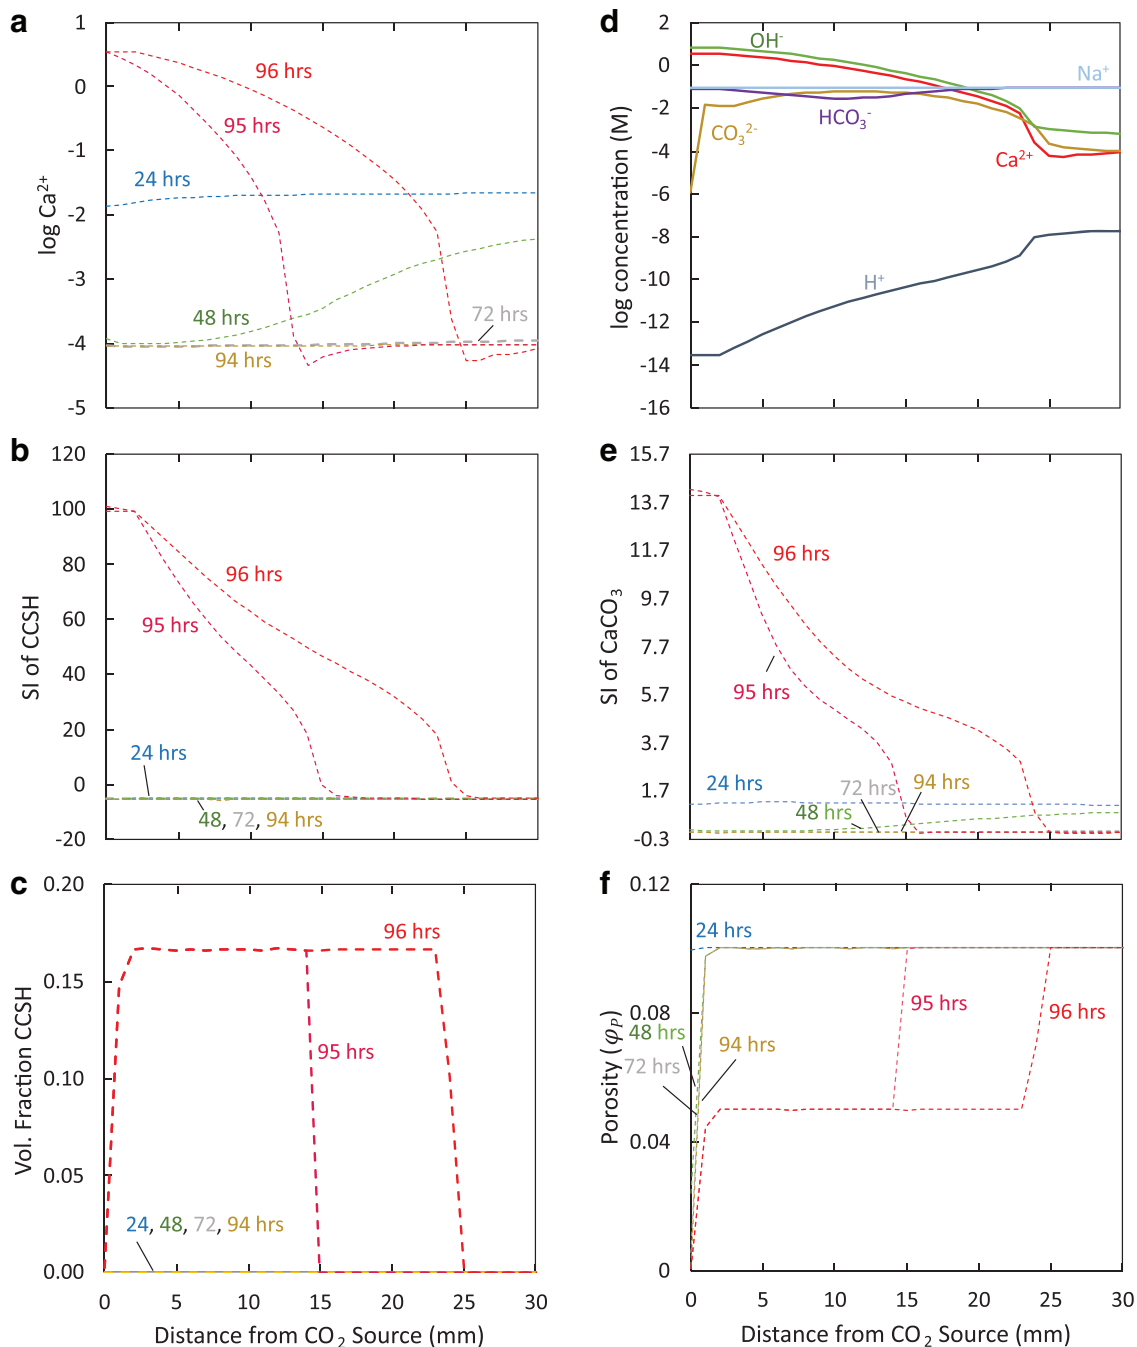 a
1
0
-1
-2
-3
-4
-5
log Ca²⁺
96 hrs
95 hrs
24 hrs
48 hrs
72 hrs
94 hrs
d
2
0
-2
-4
-6
-8
-10
-12
-14
-16
log concentration (M)
OH⁻
Na⁺
CO₃²⁻
HCO₃⁻
Ca²⁺
H⁺
b
120
100
80
60
40
20
0
-20
SI of CCSH
96 hrs
95 hrs
24 hrs
48, 72, 94 hrs
e
15.7
13.7
11.7
9.7
7.7
5.7
3.7
1.7
-0.3
SI of CaCO₃
96 hrs
95 hrs
24 hrs
72 hrs
94 hrs
48 hrs
c
0.20
0.15
0.10
0.05
0.00
Vol. Fraction CCSH
96 hrs
95 hrs
24, 48, 72, 94 hrs
0 5 10 15 20 25 30
Distance from CO₂ Source (mm)
f
0.12
0.08
0.04
0
Porosity (φ_P)
24 hrs
95 hrs
96 hrs
48 hrs
94 hrs
72 hrs
0 5 10 15 20 25 30
Distance from CO₂ Source (mm)